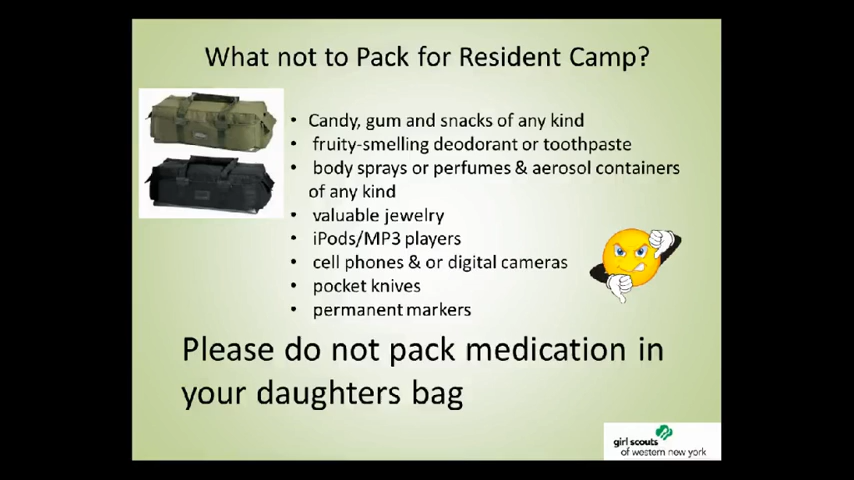 What not to Pack for Resident Camp?
• Candy, gum and snacks of any kind
• fruity-smelling deodorant or toothpaste
• body sprays or perfumes & aerosol containers
of any kind
• valuable jewelry
• iPods/MP3 players
• cell phones & or digital cameras
• pocket knives
• permanent markers
Please do not pack medication in
your daughters bag
girl scouts
of western new york